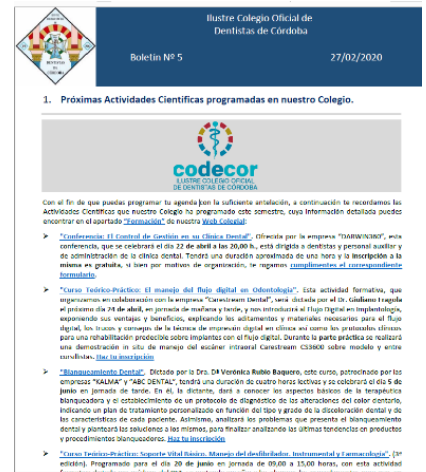 Ilustre Colegio Oficial de
Dentistas de Córdoba
Boletín Nº 5 27/02/2020
1. Próximas Actividades Científicas programadas en nuestro Colegio.
codecor
ILUSTRE COLEGIO OFICIAL
DE DENTISTAS DE CÓRDOBA
Con el fin de que puedas programar tu agenda con la suficiente antelación, a continuación te recordamos las
Actividades Científicas que nuestro Colegio ha programado este semestre, cuya información detallada puedes
encontrar en el apartado "Formación" de nuestra Web Colegial:
➢ "Conferencia: El Control de Gestión en su Clínica Dental". Ofrecida por la empresa "DARWIN360", esta
conferencia, que se celebrará el día 22 de abril a las 20,00 h., está dirigida a dentistas y personal auxiliar y
de administración de la clínica dental. Tendrá una duración aproximada de una hora y la inscripción a la
misma es gratuita, si bien por motivos de organización, te rogamos cumplimentes el correspondiente
formulario.
➢ "Curso Teórico-Práctico: El manejo del flujo digital en Odontología". Esta actividad formativa, que
organizamos en colaboración con la empresa "Carestream Dental", será dictada por el Dr. Giuliano Fragola
el próximo día 24 de abril, en jornada de mañana y tarde, y nos introducirá al Flujo Digital en Implantología,
exponiendo sus ventajas y beneficios, explicando los aditamentos y materiales necesarios para el flujo
digital, los trucos y consejos de la técnica de impresión digital en clínica así como los protocolos clínicos
para una rehabilitación predecible sobre implantes con el flujo digital. Durante la parte práctica se realizará
una demostración in situ de manejo del escáner intraoral Carestream CS3600 sobre modelo y entre
cursillistas. Haz tu inscripción
➢ "Blanqueamiento Dental". Dictado por la Dra. Dª Verónica Rubio Baquero, este curso, patrocinado por las
empresas "KALMA" y "ABC DENTAL", tendrá una duración de cuatro horas lectivas y se celebrará el día 5 de
junio en jornada de tarde. En él, la dictante, dará a conocer los aspectos básicos de la terapéutica
blanqueadora y el establecimiento de un protocolo de diagnóstico de las alteraciones del color dentario,
indicando un plan de tratamiento personalizado en función del tipo y grado de la discoloración dental y de
las características de cada paciente. Asimismo, analizará los problemas que presenta el blanqueamiento
dental y planteará las soluciones a los mismos, para finalizar analizando las últimas tendencias en productos
y procedimientos blanqueadores. Haz tu inscripción
➢ "Curso Teórico-Práctico: Soporte Vital Básico. Manejo del desfibrilador. Instrumental y Farmacología". (3ª
edición). Programado para el día 20 de junio en jornada de 09,00 a 15,00 horas, con esta actividad